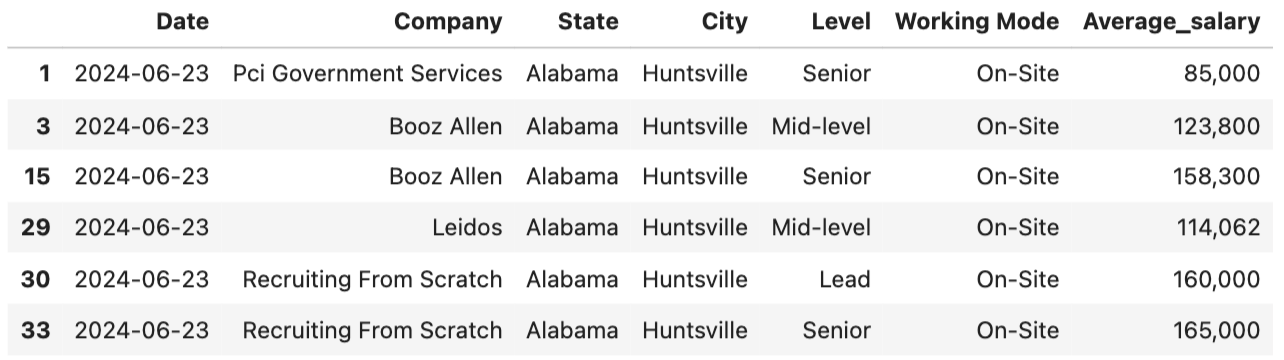 Date Company State City Level Working Mode Average_salary
1 2024-06-23 Pci Government Services Alabama Huntsville Senior On-Site 85,000
3 2024-06-23 Booz Allen Alabama Huntsville Mid-level On-Site 123,800
15 2024-06-23 Booz Allen Alabama Huntsville Senior On-Site 158,300
29 2024-06-23 Leidos Alabama Huntsville Mid-level On-Site 114,062
30 2024-06-23 Recruiting From Scratch Alabama Huntsville Lead On-Site 160,000
33 2024-06-23 Recruiting From Scratch Alabama Huntsville Senior On-Site 165,000